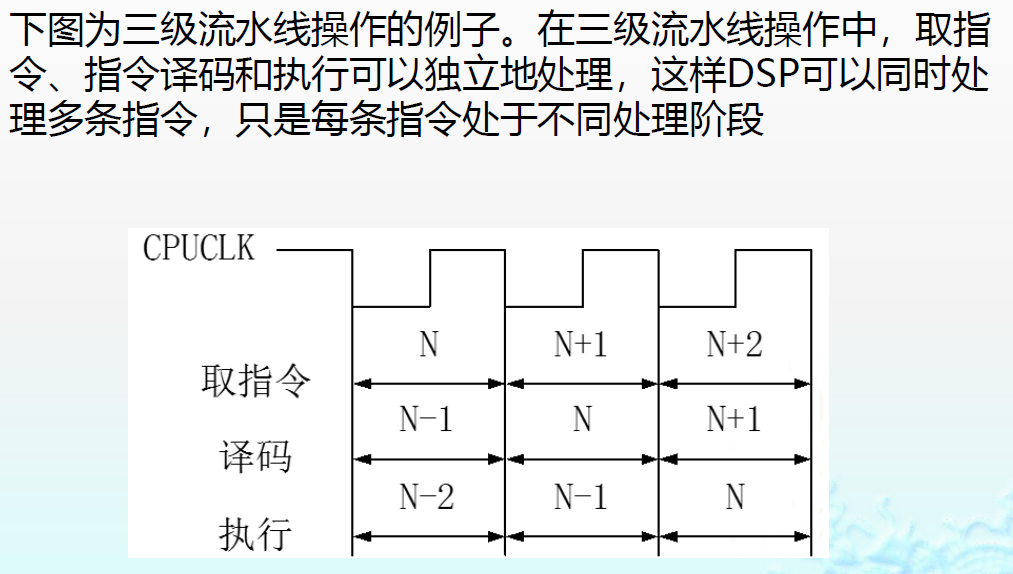 下图为三级流水线操作的例子。在三级流水线操作中，取指
令、指令译码和执行可以独立地处理，这样DSP可以同时处
理多条指令，只是每条指令处于不同处理阶段
CPUCLK
N N+1 N+2
取指令
N-1 N N+1
译码
N-2 N-1 N
执行